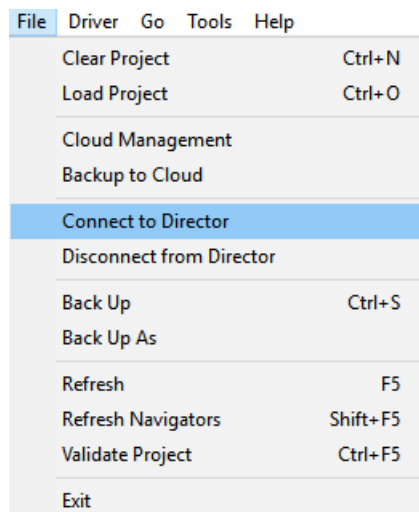 File Driver Go Tools Help
Clear Project Ctrl+N
Load Project Ctrl+O
Cloud Management
Backup to Cloud
Connect to Director
Disconnect from Director
Back Up Ctrl+S
Back Up As
Refresh F5
Refresh Navigators Shift+F5
Validate Project Ctrl+F5
Exit